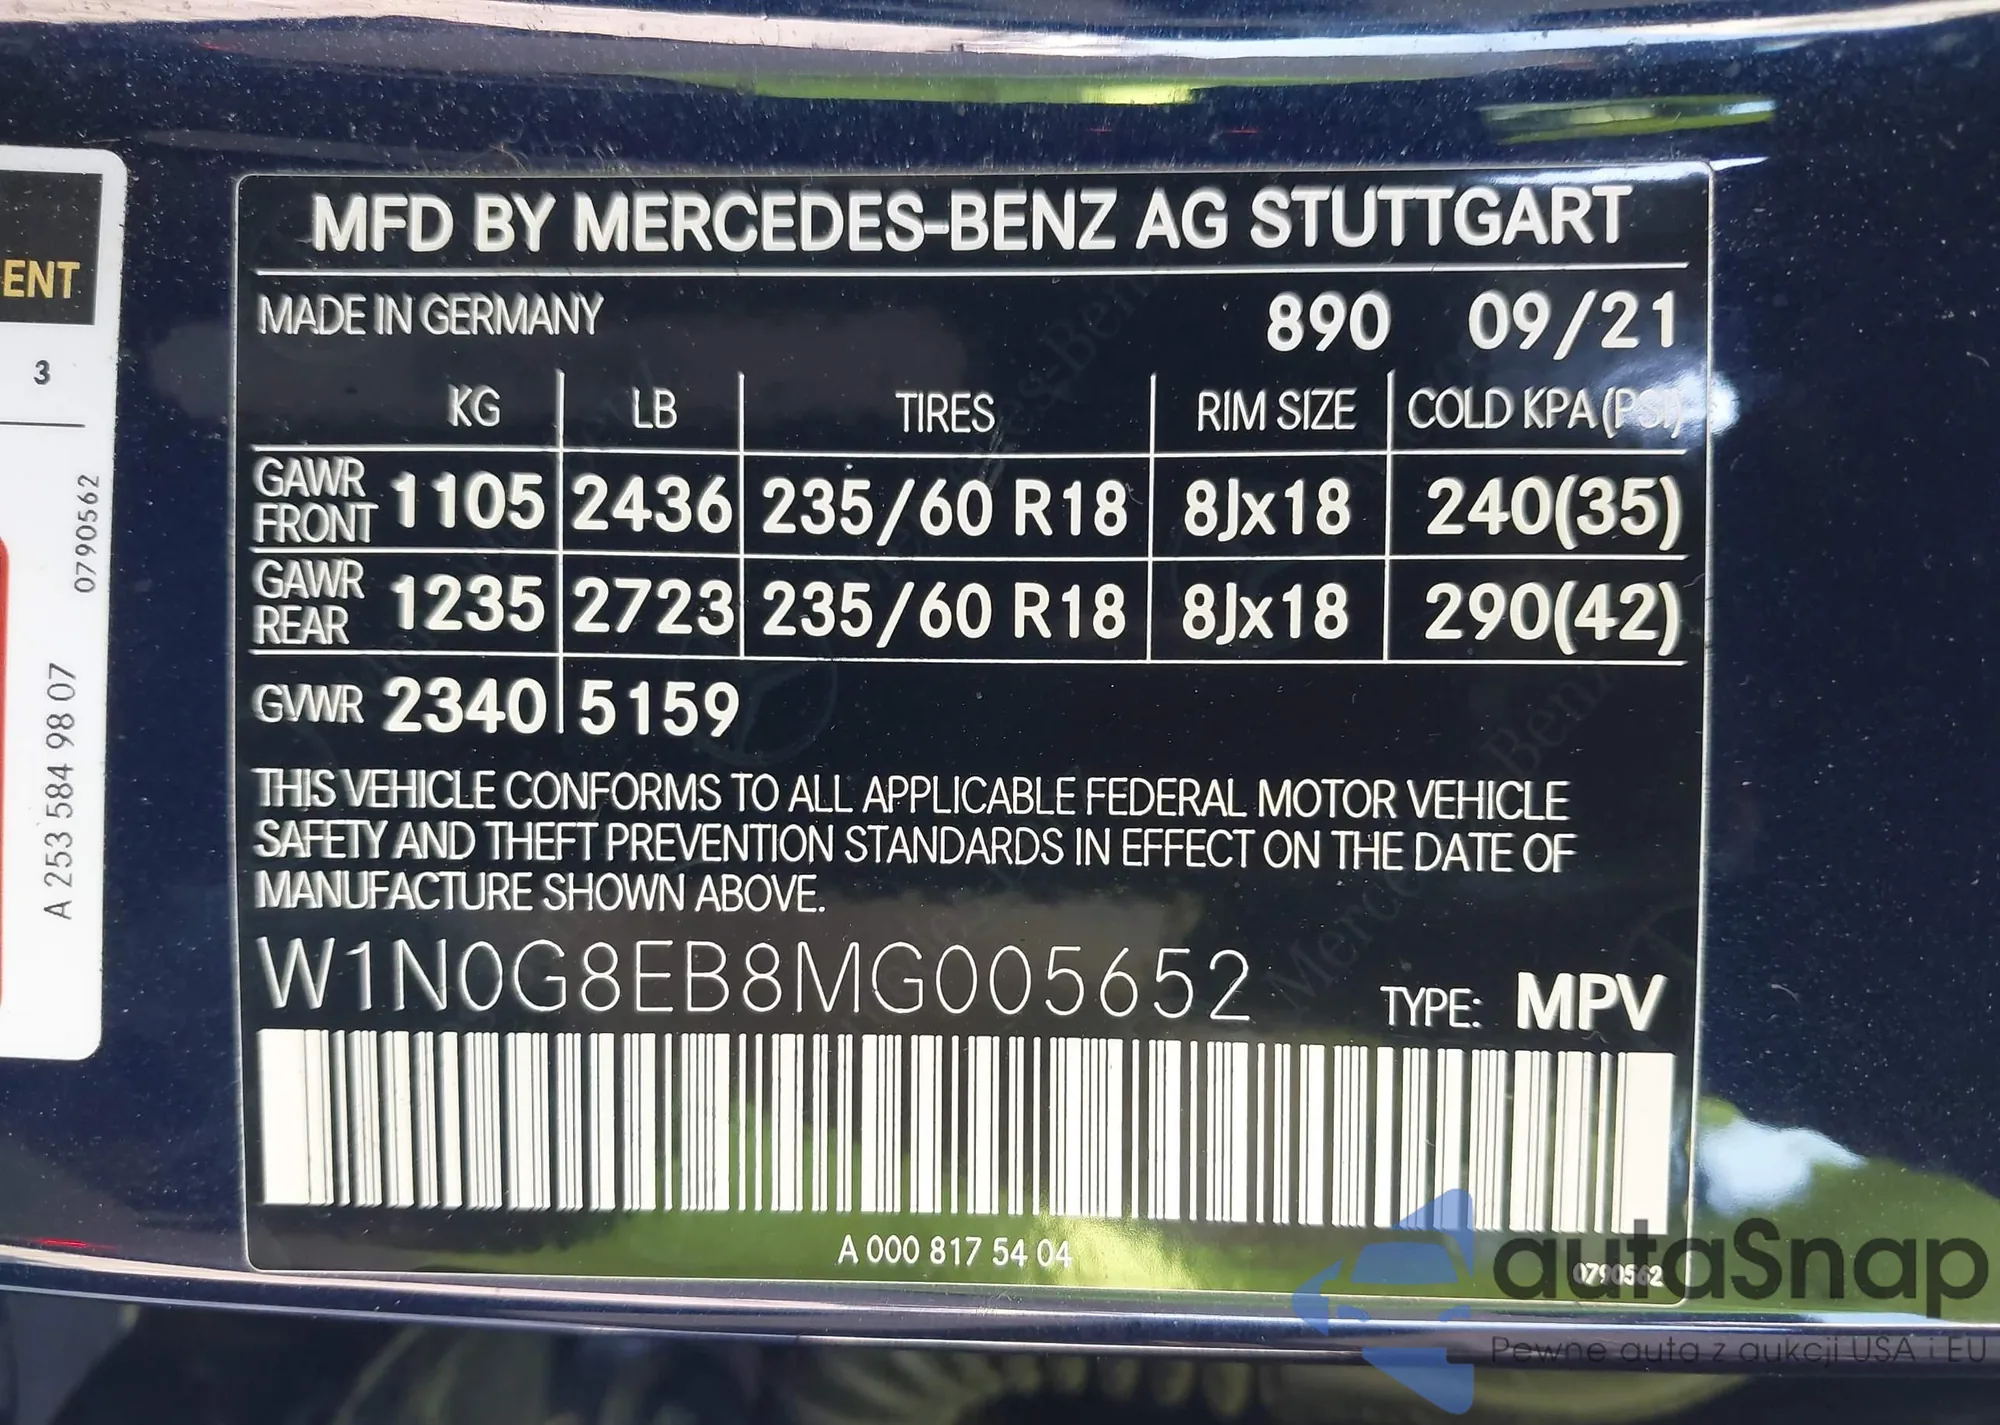 MFD BY MERCEDES-BENZ AG STUTTGART
MADE IN GERMANY 890 09/21
KG LB TIRES RIM SIZE COLD KPA (PSI)
GAWR FRONT 1105 2436 235/60 R18 8Jx18 240(35)
GAWR REAR 1235 2723 235/60 R18 8Jx18 290(42)
GVWR 2340 5159
THIS VEHICLE CONFORMS TO ALL APPLICABLE FEDERAL MOTOR VEHICLE
SAFETY AND THEFT PREVENTION STANDARDS IN EFFECT ON THE DATE OF
MANUFACTURE SHOWN ABOVE.
W1N0G8EB8MG005652 TYPE: MPV
A 000 817 54 04
0790562
ENT
3
A 253 584 98 07
0790562
autaSnap
Pewne auta z aukcji USA i EU